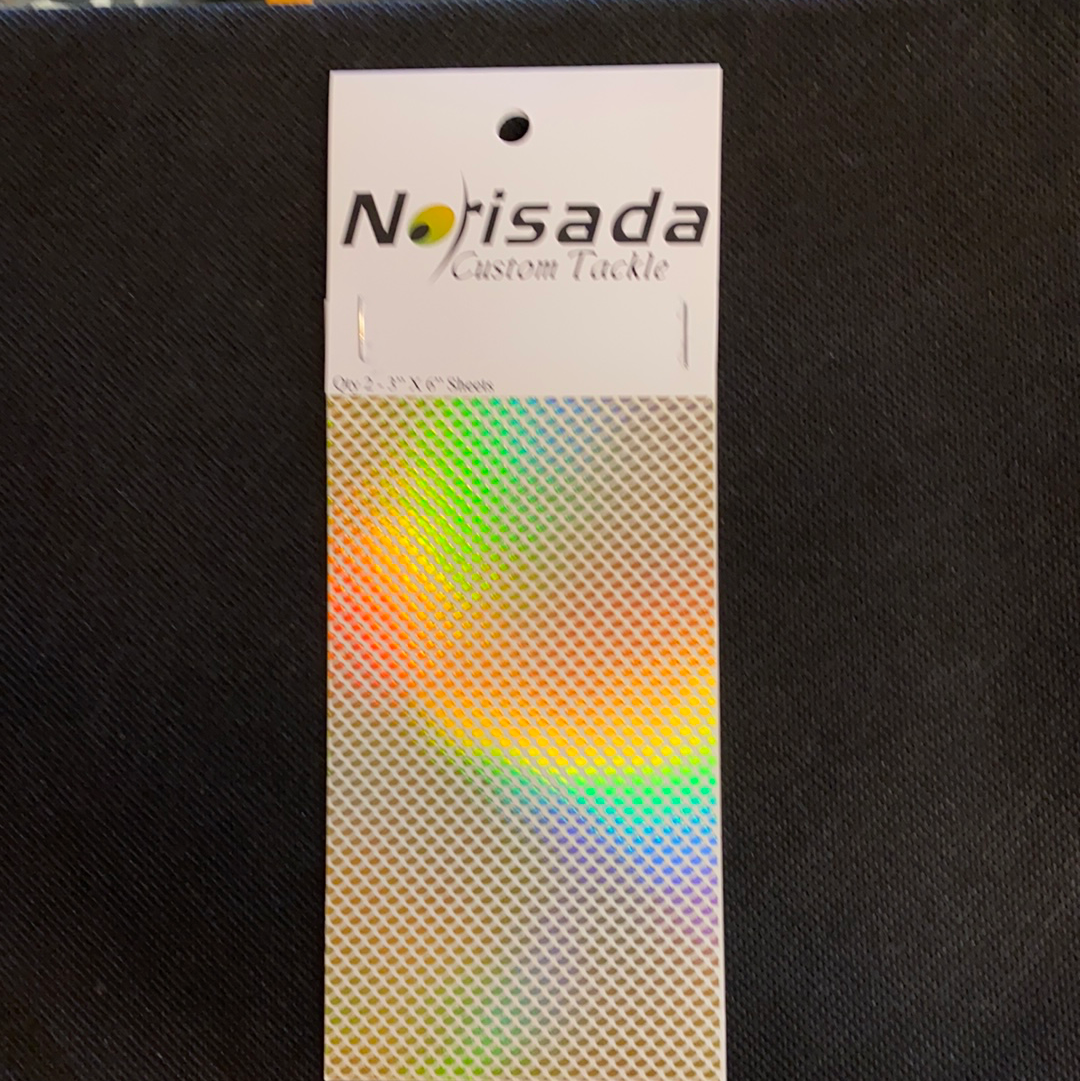 Norisada
Custom Tackle
Qty 2 - 3" X 6" Sheets